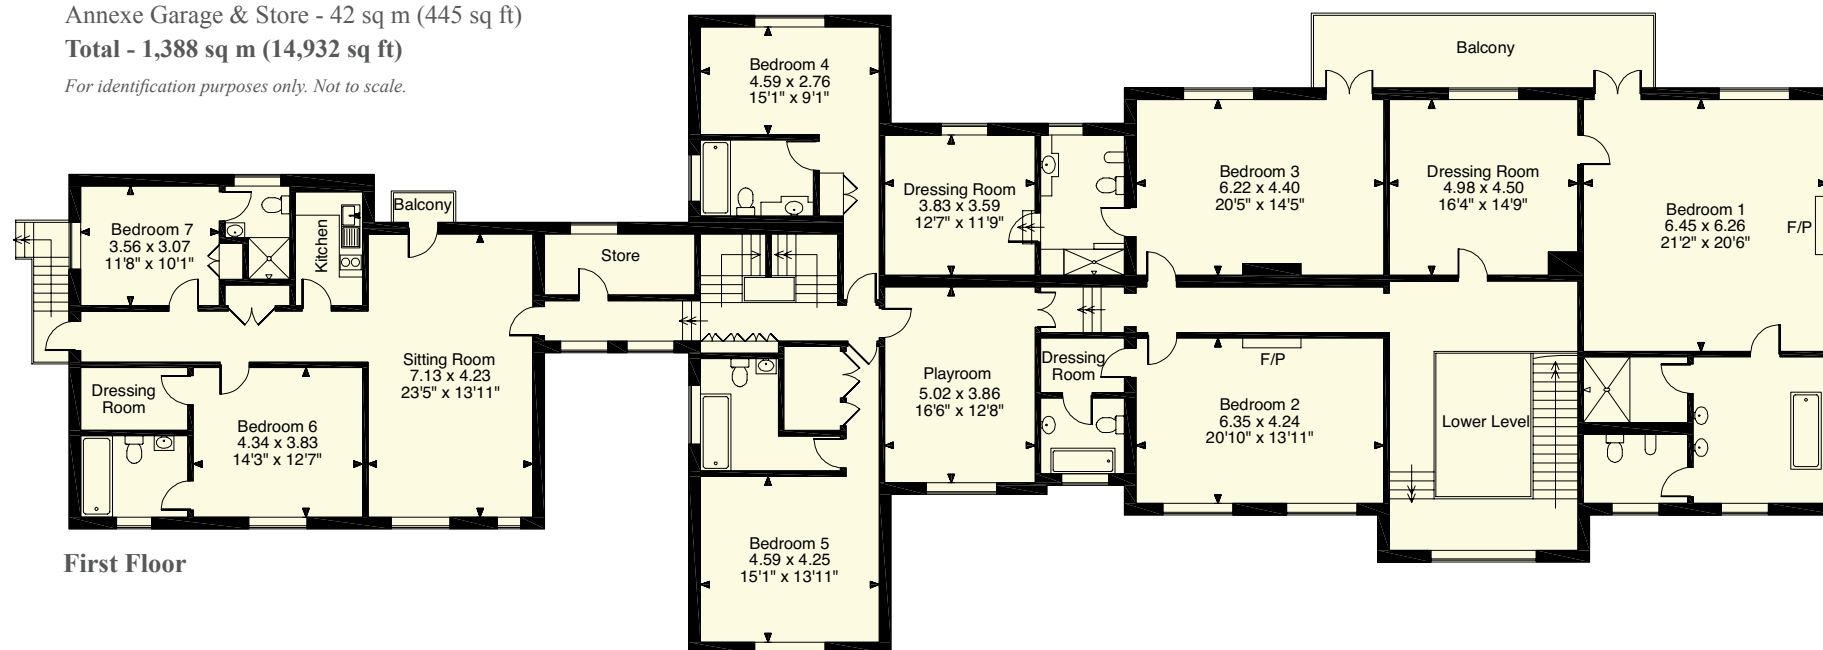 Annexe Garage & Store - 42 sq m (445 sq ft)
Total - 1,388 sq m (14,932 sq ft)
For identification purposes only. Not to scale.
Balcony
Bedroom 4
4.59 x 2.76
15'1" x 9'1"
Bedroom 7
3.56 x 3.07
11'8" x 10'1"
Kitchen
Balcony
Store
Dressing Room
3.83 x 3.59
12'7" x 11'9"
Bedroom 3
6.22 x 4.40
20'5" x 14'5"
Dressing Room
4.98 x 4.50
16'4" x 14'9"
Bedroom 1
6.45 x 6.26
21'2" x 20'6"
F/P
Sitting Room
7.13 x 4.23
23'5" x 13'11"
Dressing
Room
Bedroom 6
4.34 x 3.83
14'3" x 12'7"
Playroom
5.02 x 3.86
16'6" x 12'8"
Dressing
Room
F/P
Bedroom 2
6.35 x 4.24
20'10" x 13'11"
Lower Level
Bedroom 5
4.59 x 4.25
15'1" x 13'11"
First Floor